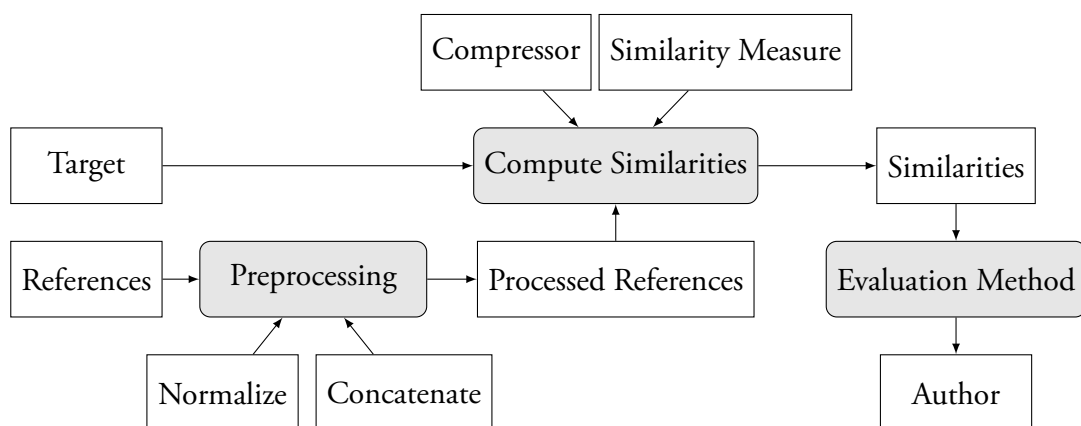 Compressor
Similarity Measure
Target
Compute Similarities
Similarities
References
Preprocessing
Processed References
Evaluation Method
Normalize
Concatenate
Author